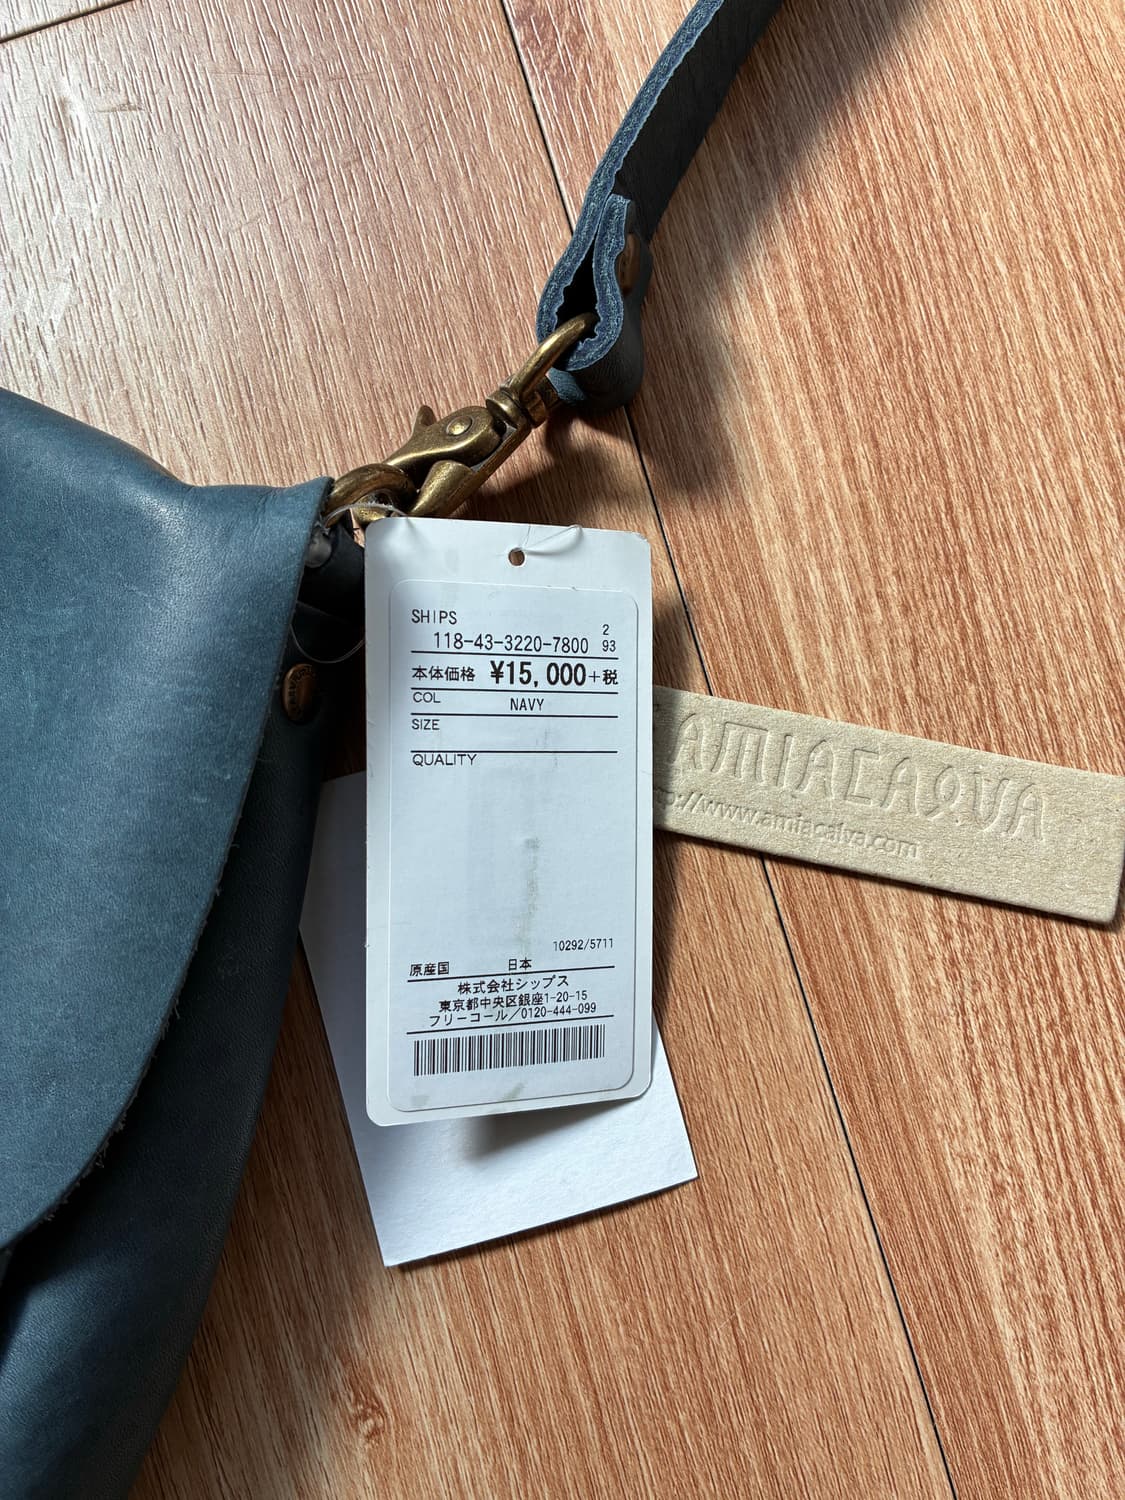 SHIPS
118-43-3220-7800 2
93
本体価格 ¥15,000+税
COL NAVY
SIZE
QUALITY
10292/5711
原産国 日本
株式会社シップス
東京都中央区銀座1-20-15
フリーコール/0120-444-099
AMIACALVA
p://www.amiacalva.com